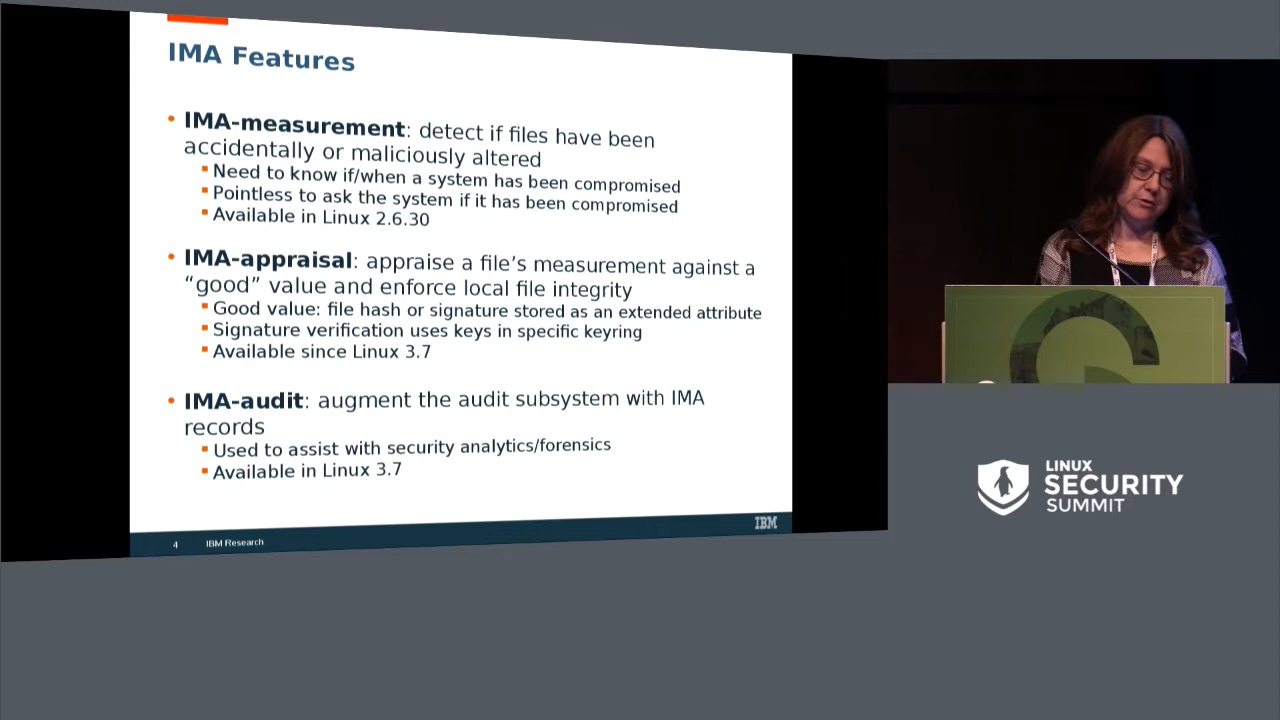 IMA Features
• IMA-measurement: detect if files have been
accidentally or maliciously altered
▪ Need to know if/when a system has been compromised
▪ Pointless to ask the system if it has been compromised
▪ Available in Linux 2.6.30
• IMA-appraisal: appraise a file’s measurement against a
“good” value and enforce local file integrity
▪ Good value: file hash or signature stored as an extended attribute
▪ Signature verification uses keys in specific keyring
▪ Available since Linux 3.7
• IMA-audit: augment the audit subsystem with IMA
records
▪ Used to assist with security analytics/forensics
▪ Available in Linux 3.7
4 IBM Research IBM
LINUX
SECURITY
SUMMIT